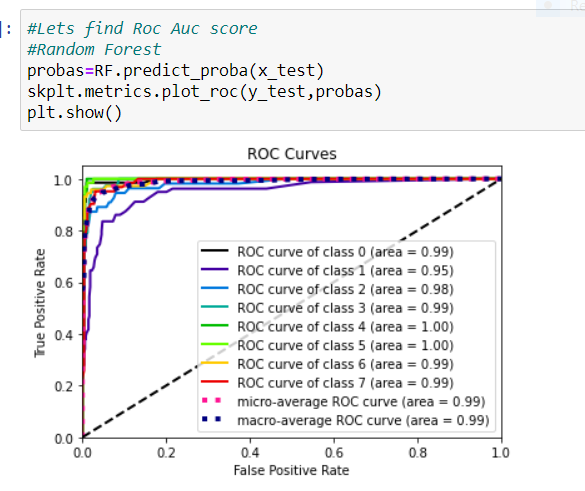 ]:
#Lets find Roc Auc score
#Random Forest
probas=RF.predict_proba(x_test)
skplt.metrics.plot_roc(y_test,probas)
plt.show()
ROC Curves
True Positive Rate
1.0
0.8
0.6
0.4
0.2
0.0
ROC curve of class 0 (area = 0.99)
ROC curve of class 1 (area = 0.95)
ROC curve of class 2 (area = 0.98)
ROC curve of class 3 (area = 0.99)
ROC curve of class 4 (area = 1.00)
ROC curve of class 5 (area = 1.00)
ROC curve of class 6 (area = 0.99)
ROC curve of class 7 (area = 0.99)
micro-average ROC curve (area = 0.99)
macro-average ROC curve (area = 0.99)
0.0 0.2 0.4 0.6 0.8 1.0
False Positive Rate